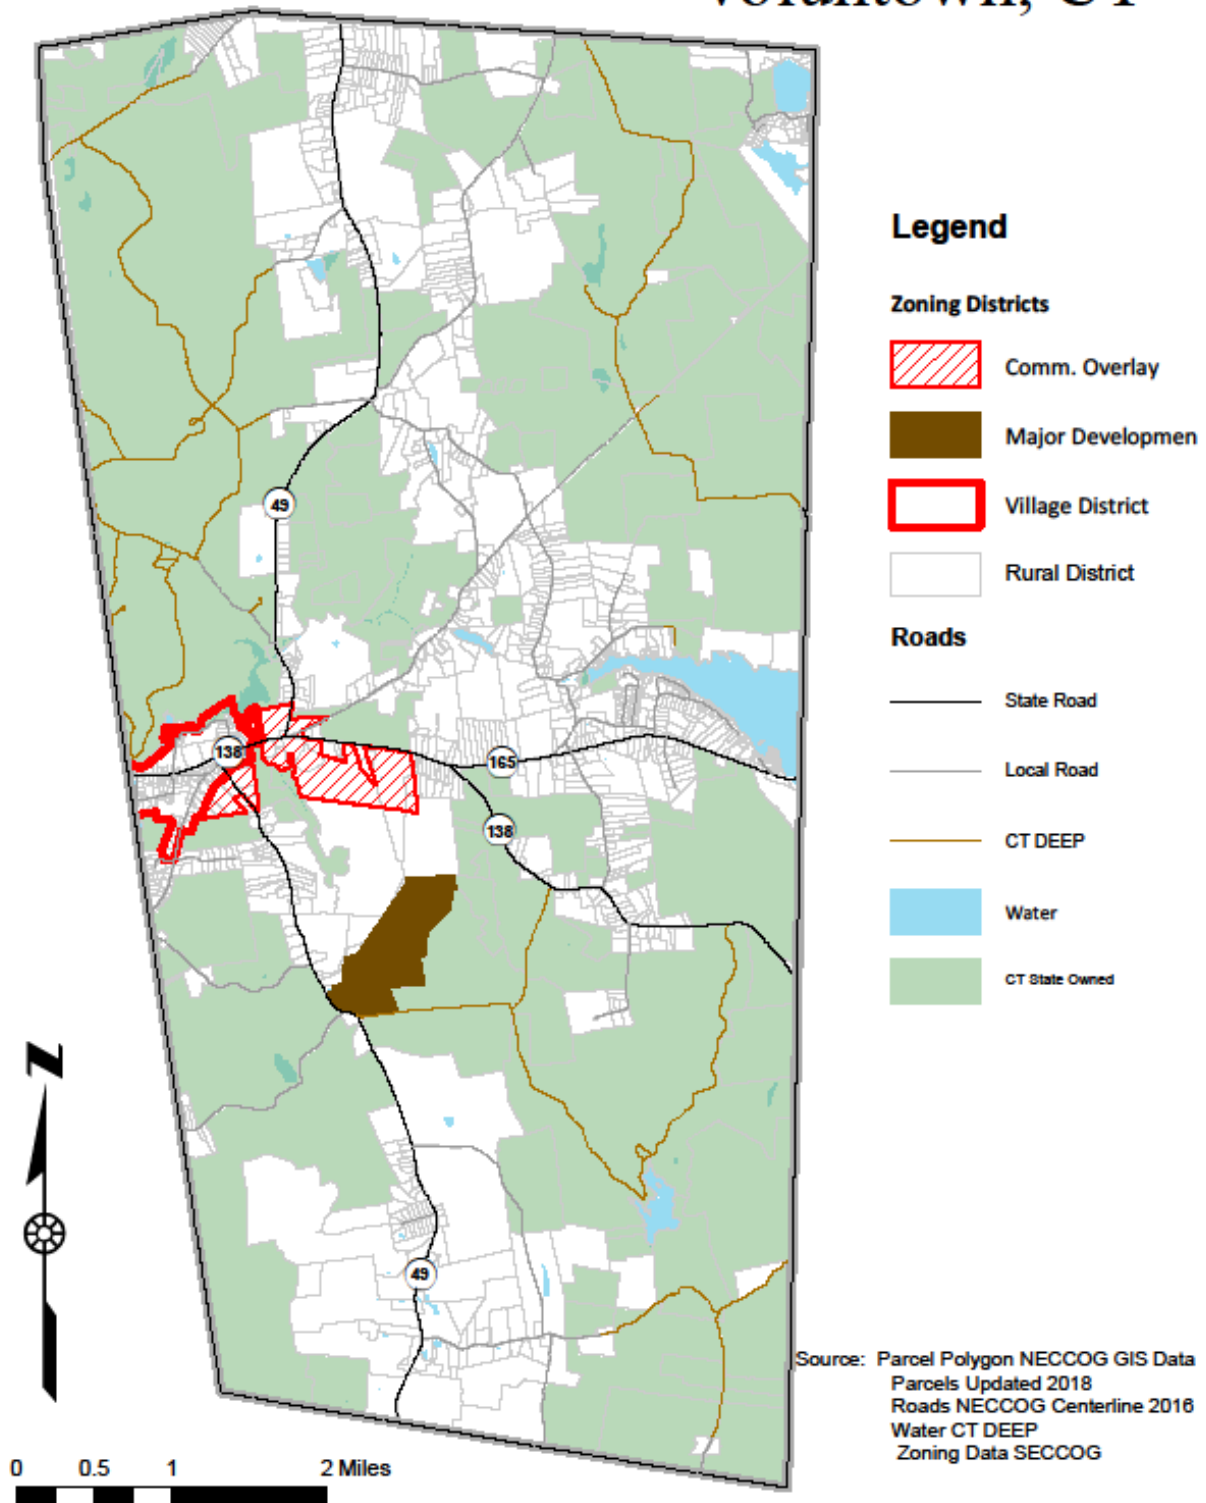 Voluntown, CT
Legend
Zoning Districts
Comm. Overlay
Major Developmen
Village District
Rural District
Roads
State Road
Local Road
CT DEEP
Water
CT State Owned
49
138
165
138
49
N
Source: Parcel Polygon NECCOG GIS Data
Parcels Updated 2018
Roads NECCOG Centerline 2016
Water CT DEEP
Zoning Data SECCOG
0 0.5 1 2 Miles